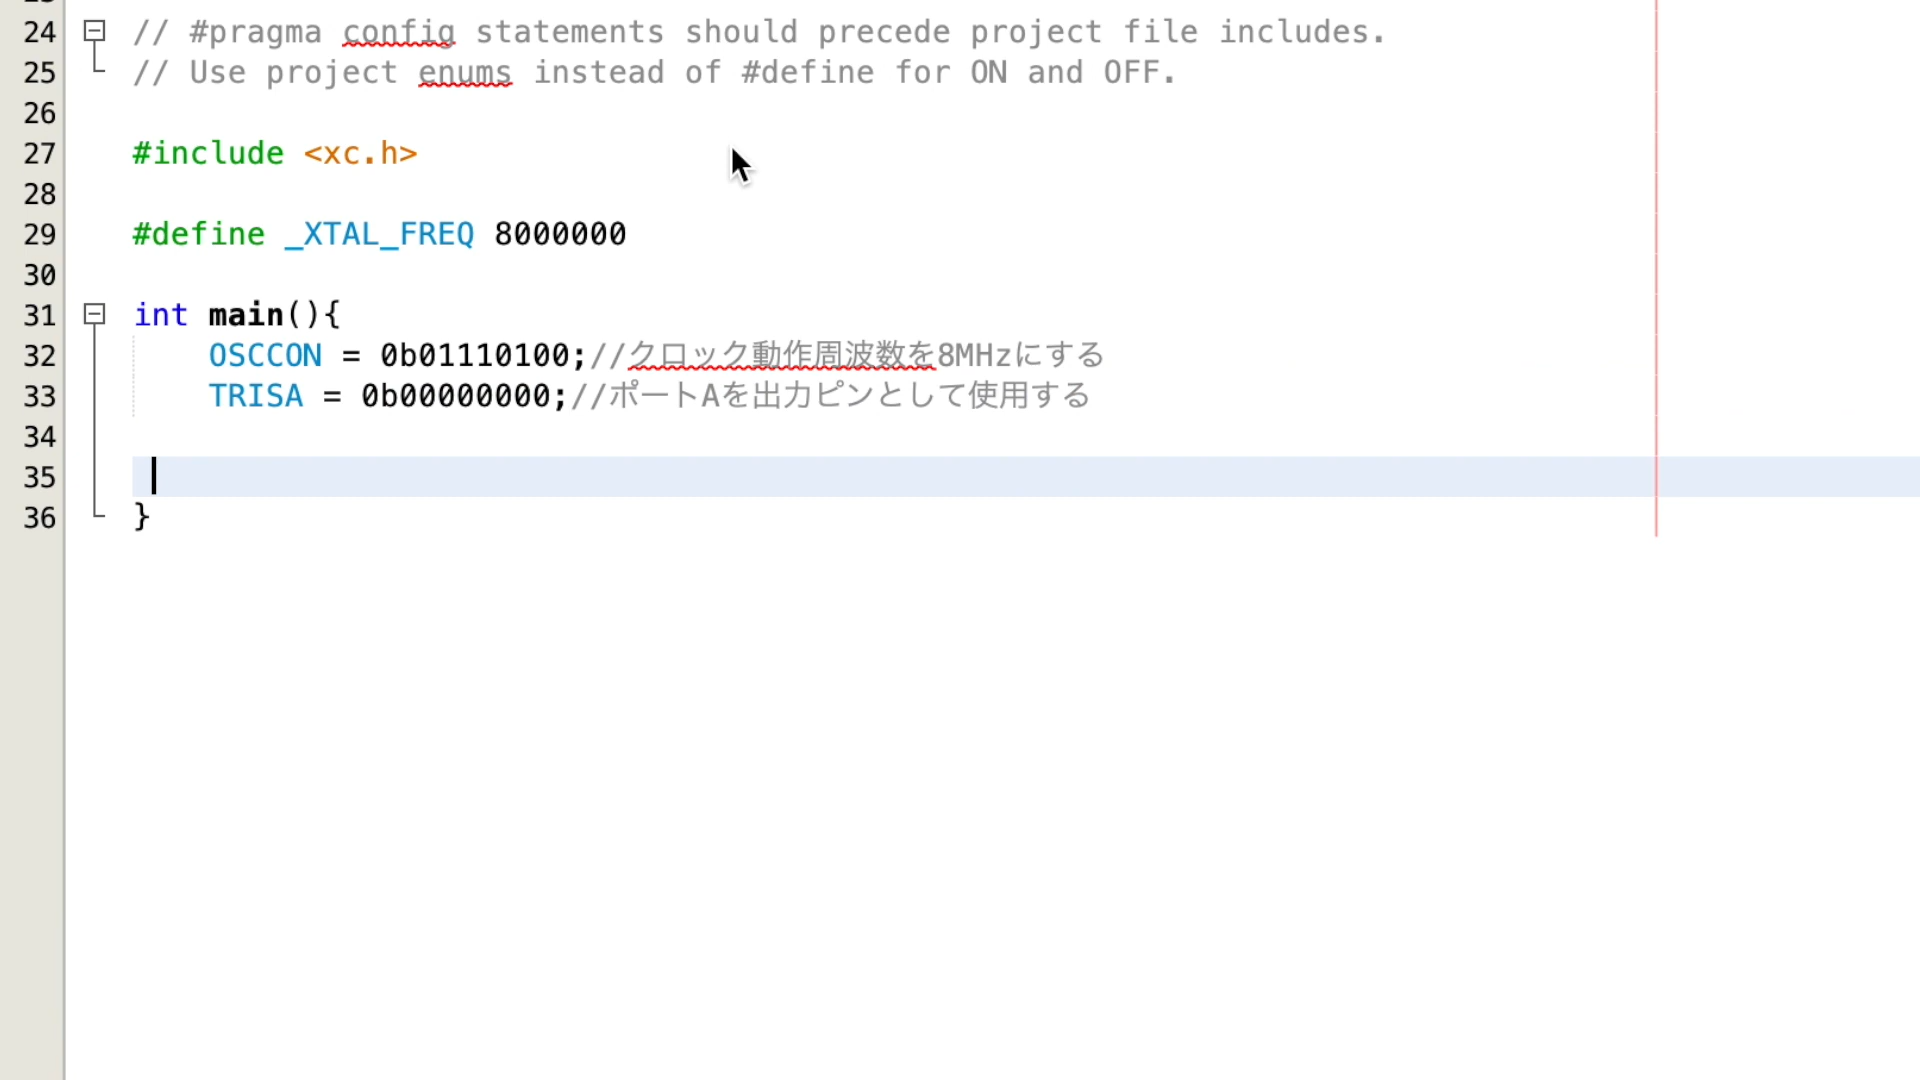 24 // #pragma config statements should precede project file includes.
25 // Use project enums instead of #define for ON and OFF.
26
27 #include <xc.h>
28
29 #define _XTAL_FREQ 8000000
30
31 int main(){
32 OSCCON = 0b01110100;//クロック動作周波数を8MHzにする
33 TRISA = 0b00000000;//ポートAを出力ピンとして使用する
34
35
36 }